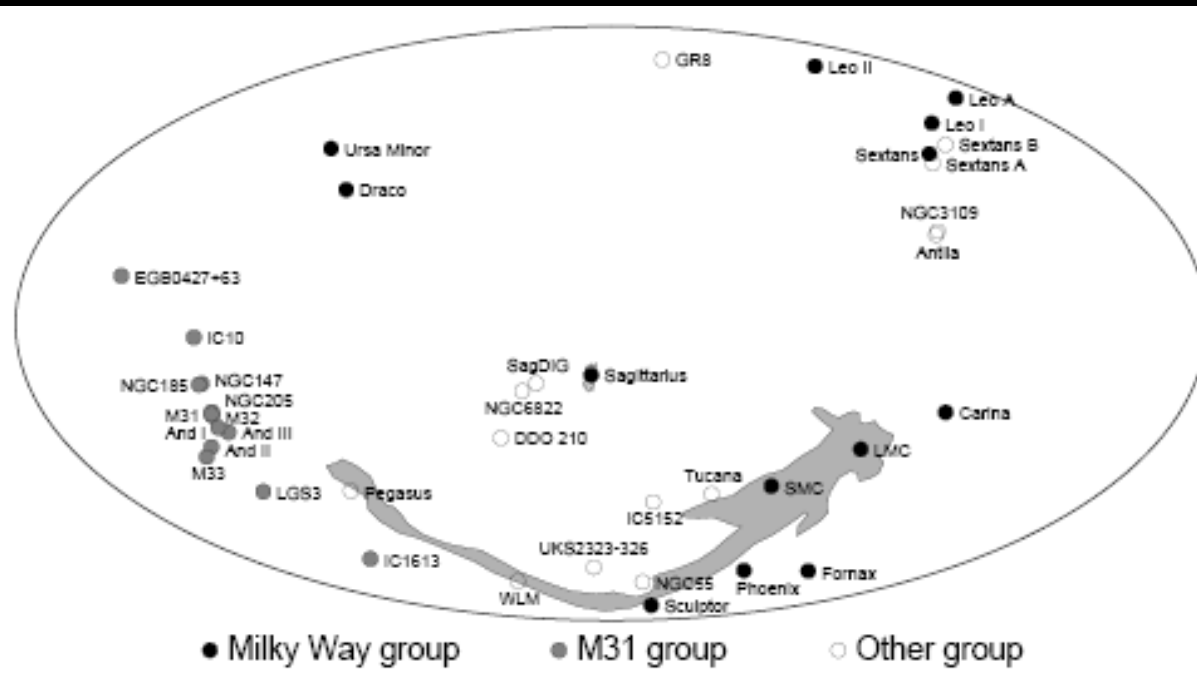 GR8
Leo II
Leo A
Leo I
Sextans B
Sextans
Sextans A
Ursa Minor
Draco
NGC3109
Antlia
EGB0427+63
IC10
SagDIG
Sagittarius
NGC185
NGC147
NGC205
NGC6822
M31
M32
Carina
And I
And III
DDO 210
And II
LMC
M33
Tucana
LGS3
Pegasus
SMC
IC5152
UKS2323-326
IC1613
NGC55
Phoenix
Fornax
WLM
Sculptor
Milky Way group
M31 group
Other group